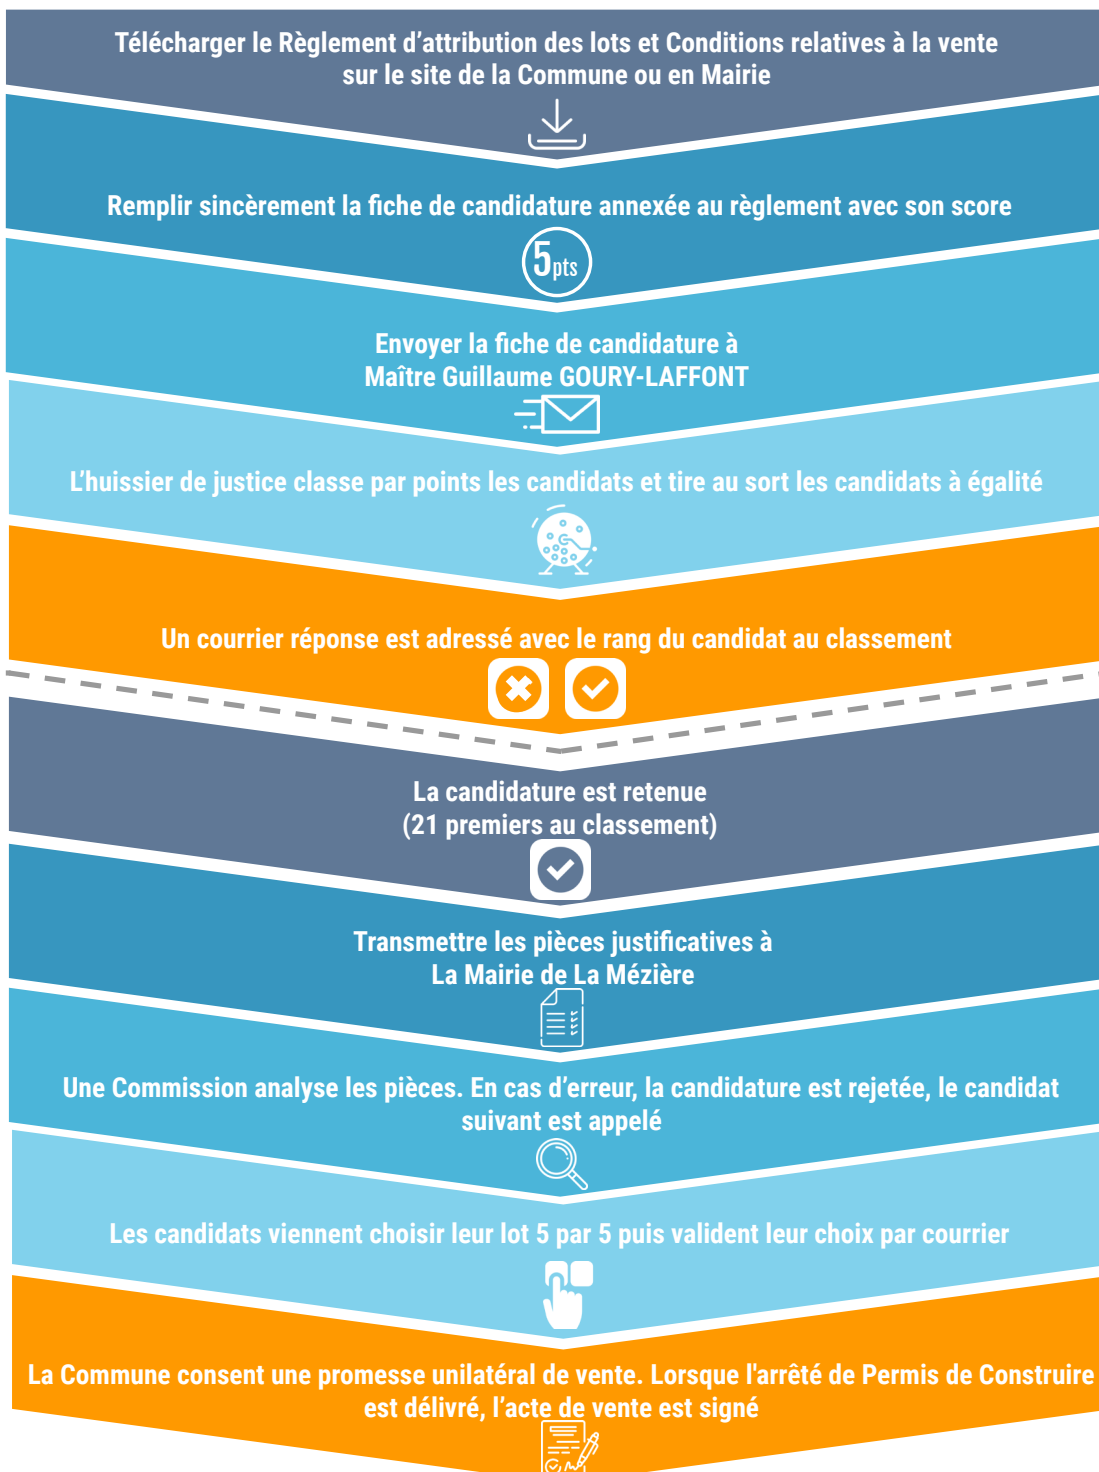 Télécharger le Règlement d'attribution des lots et Conditions relatives à la vente
sur le site de la Commune ou en Mairie
Remplir sincèrement la fiche de candidature annexée au règlement avec son score
5pts
Envoyer la fiche de candidature à
Maître Guillaume GOURY-LAFFONT
L'huissier de justice classe par points les candidats et tire au sort les candidats à égalité
Un courrier réponse est adressé avec le rang du candidat au classement
La candidature est retenue
(21 premiers au classement)
Transmettre les pièces justificatives à
La Mairie de La Mézière
Une Commission analyse les pièces. En cas d'erreur, la candidature est rejetée, le candidat
suivant est appelé
Les candidats viennent choisir leur lot 5 par 5 puis valident leur choix par courrier
La Commune consent une promesse unilatéral de vente. Lorsque l'arrêté de Permis de Construire
est délivré, l'acte de vente est signé